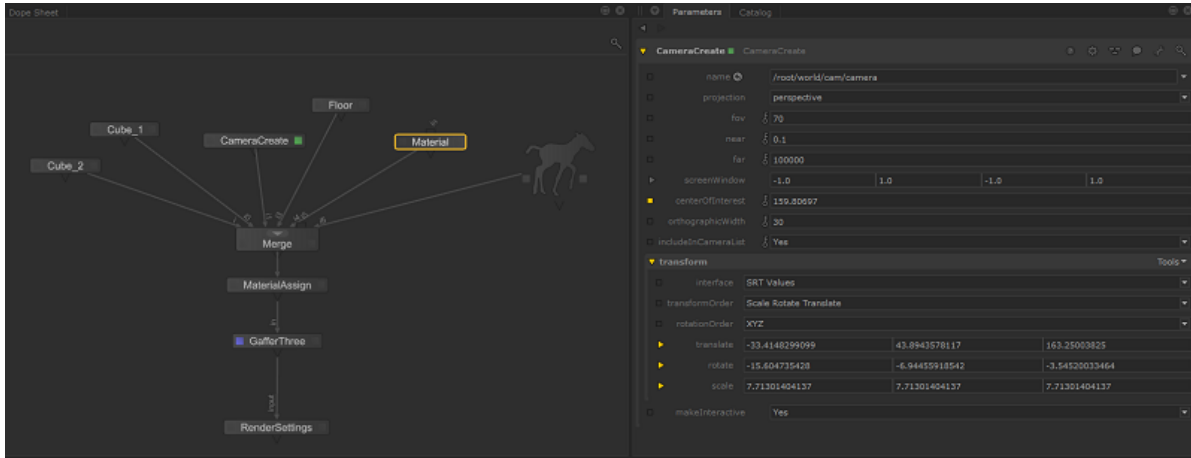 Dope Sheet
Floor
Cube_1
CameraCreate
Material
Cube_2
Merge
MaterialAssign
in
GafferThree
input
RenderSettings
Parameters Catalog
CameraCreate CameraCreate
name /root/world/cam/camera
projection perspective
fov 70
near 0.1
far 100000
screenWindow -1.0 1.0 -1.0 1.0
centerOfInterest 159.80697
orthographicWidth 30
includeInCameraList Yes
transform Tools
interface SRT Values
transformOrder Scale Rotate Translate
rotationOrder XYZ
translate -33.4148299099 43.8943578117 163.25003825
rotate -15.604735428 -6.94455918542 -3.54520033464
scale 7.71301404137 7.71301404137 7.71301404137
makeInteractive Yes